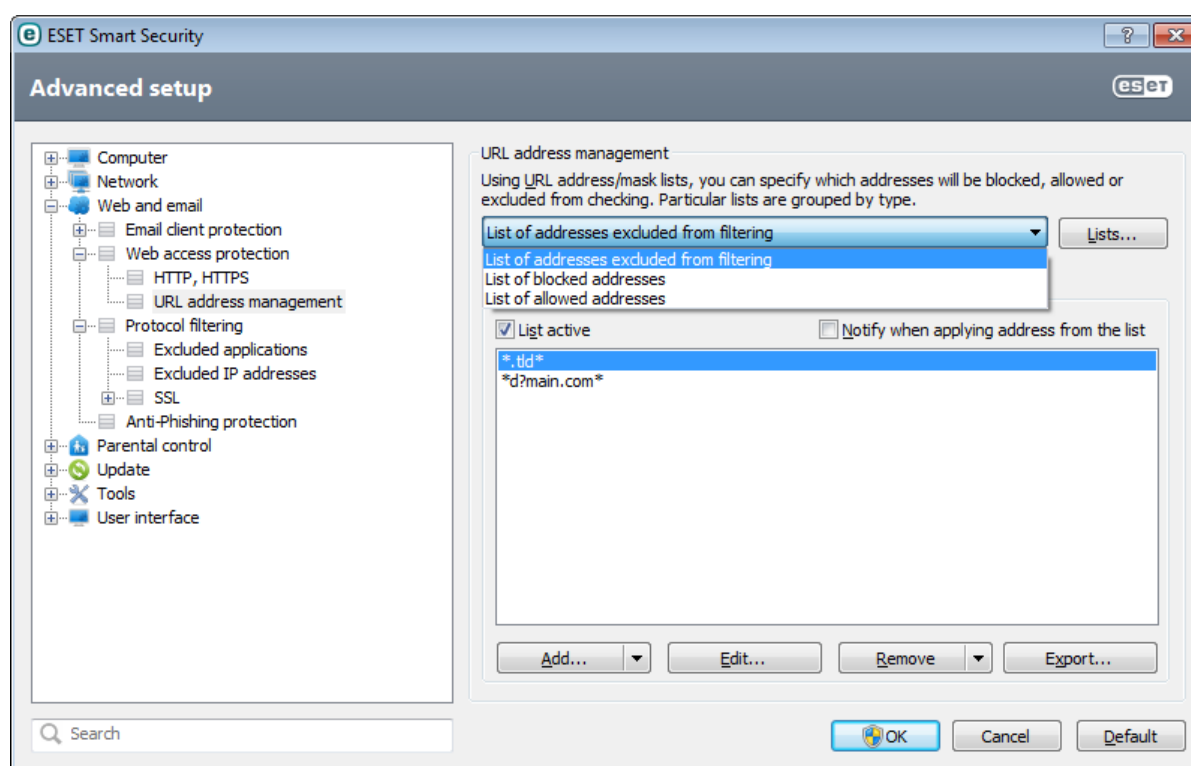 ESET Smart Security
Advanced setup
eset
Computer
Network
Web and email
Email client protection
Web access protection
HTTP, HTTPS
URL address management
Protocol filtering
Excluded applications
Excluded IP addresses
SSL
Anti-Phishing protection
Parental control
Update
Tools
User interface
Search
URL address management
Using URL address/mask lists, you can specify which addresses will be blocked, allowed or
excluded from checking. Particular lists are grouped by type.
List of addresses excluded from filtering
Lists...
List of addresses excluded from filtering
List of blocked addresses
List of allowed addresses
List active
Notify when applying address from the list
*.tld*
*d?main.com*
Add...
Edit...
Remove
Export...
OK
Cancel
Default